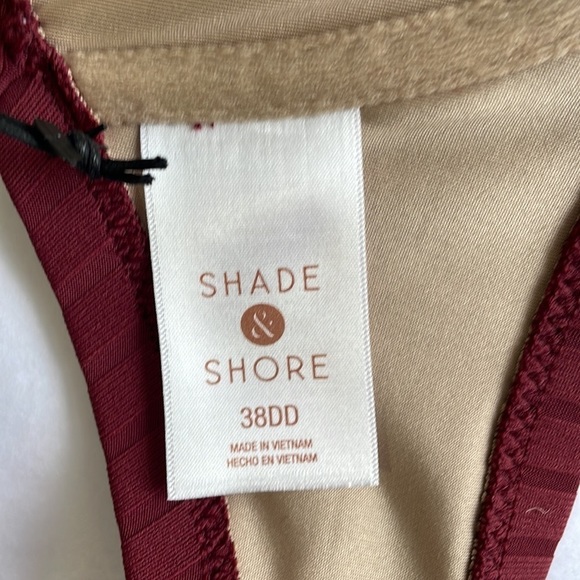 SHADE
&
SHORE
38DD
MADE IN VIETNAM
HECHO EN VIETNAM